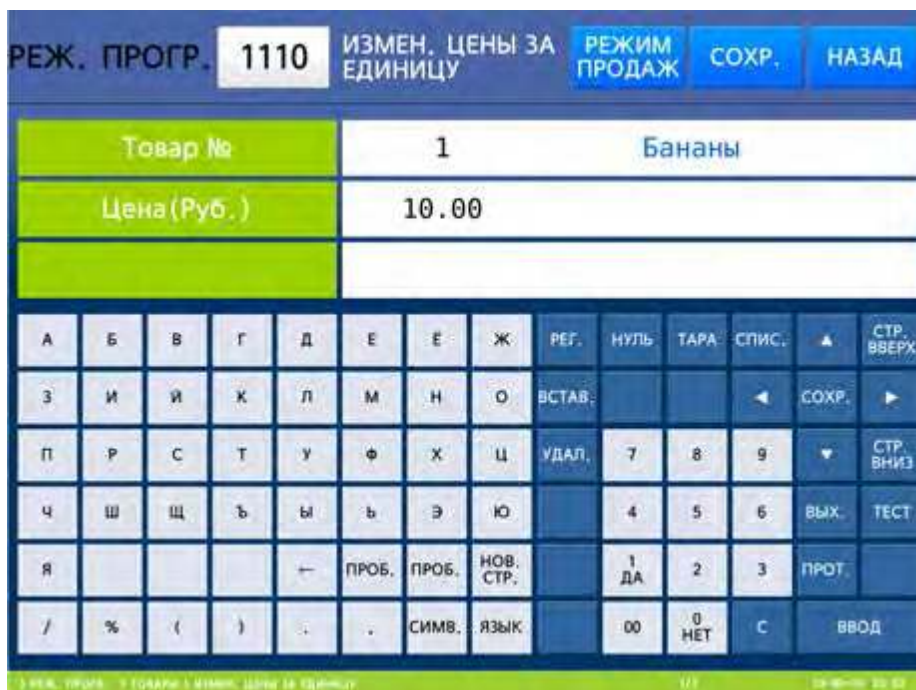 РЕЖ. ПРОГР. 1110 ИЗМЕН. ЦЕНЫ ЗА ЕДИНИЦУ РЕЖИМ ПРОДАЖ СОХР. НАЗАД
Товар № 1 Бананы
Цена(Руб.) 10.00
А Б В Г Д Е Ё Ж РЕГ. НУЛЬ ТАРА СПИС. ▲ СТР. ВВЕРХ
З И Й К Л М Н О ВСТАВ. ◀ СОХР. ▶
П Р С Т У Ф Х Ц УДАЛ. 7 8 9 ▼ СТР. ВНИЗ
Ч Ш Щ Ъ Ы Ь Э Ю 4 5 6 ВЫХ. ТЕСТ
Я ← ПРОБ. ПРОБ. НОВ. СТР. 1 ДА 2 3 ПРОТ.
/ % ( ) . . СИМВ. ЯЗЫК 00 0 НЕТ С ВВОД